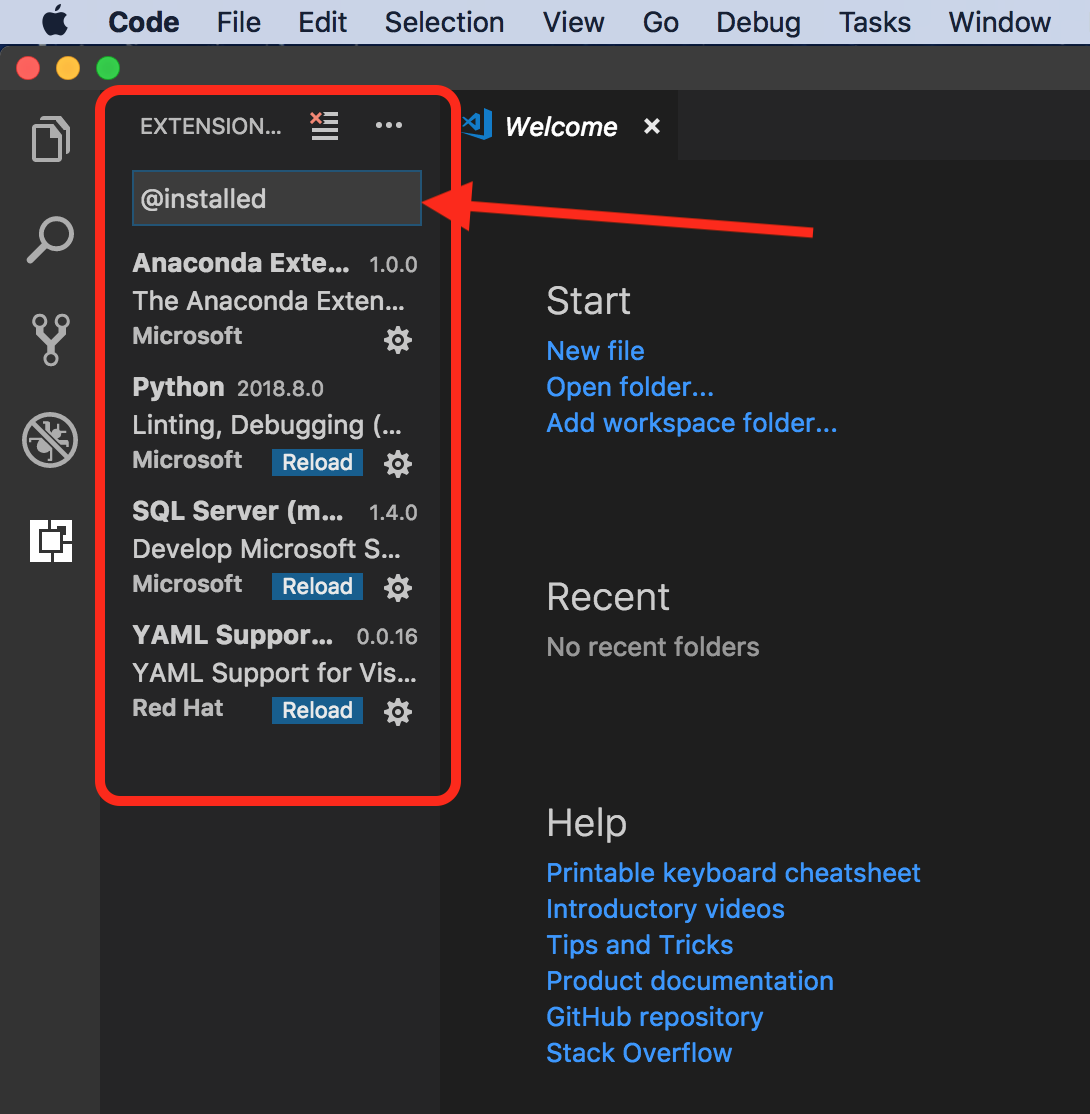 Code File Edit Selection View Go Debug Tasks Window
EXTENSION...
Welcome
@installed
Anaconda Exte... 1.0.0
The Anaconda Exten...
Microsoft
Python 2018.8.0
Linting, Debugging (...
Microsoft Reload
SQL Server (m... 1.4.0
Develop Microsoft S...
Microsoft Reload
YAML Suppor... 0.0.16
YAML Support for Vis...
Red Hat Reload
Start
New file
Open folder...
Add workspace folder...
Recent
No recent folders
Help
Printable keyboard cheatsheet
Introductory videos
Tips and Tricks
Product documentation
GitHub repository
Stack Overflow